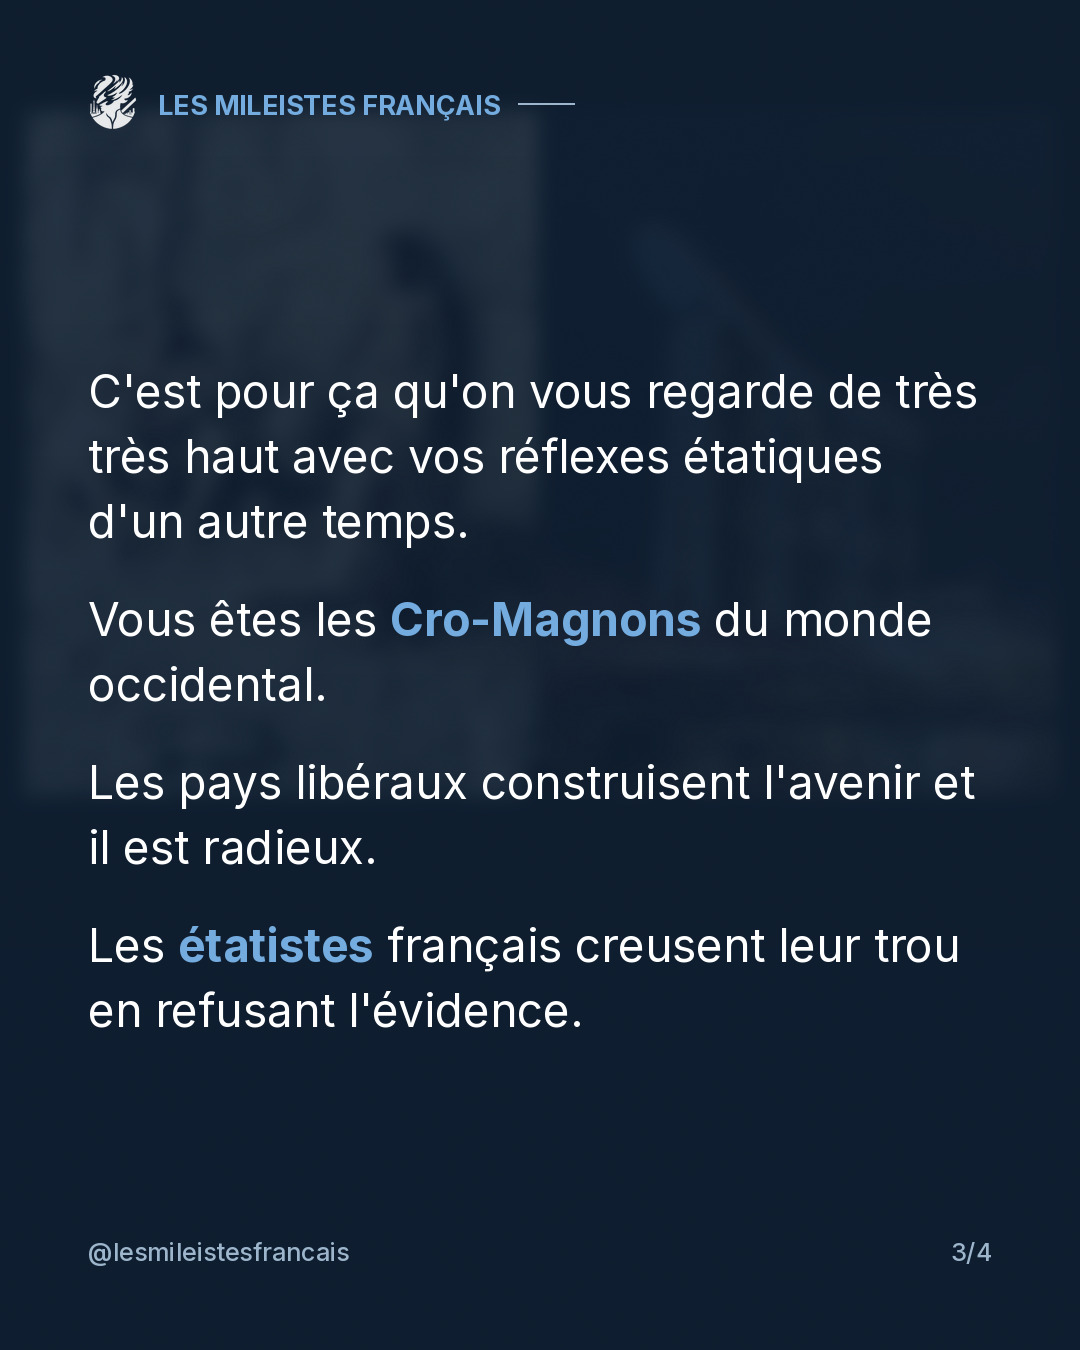 LES MILEISTES FRANÇAIS
C'est pour ça qu'on vous regarde de très
très haut avec vos réflexes étatiques
d'un autre temps.
Vous êtes les Cro-Magnons du monde
occidental.
Les pays libéraux construisent l'avenir et
il est radieux.
Les étatistes français creusent leur trou
en refusant l'évidence.
@lesmileistesfrancais
3/4